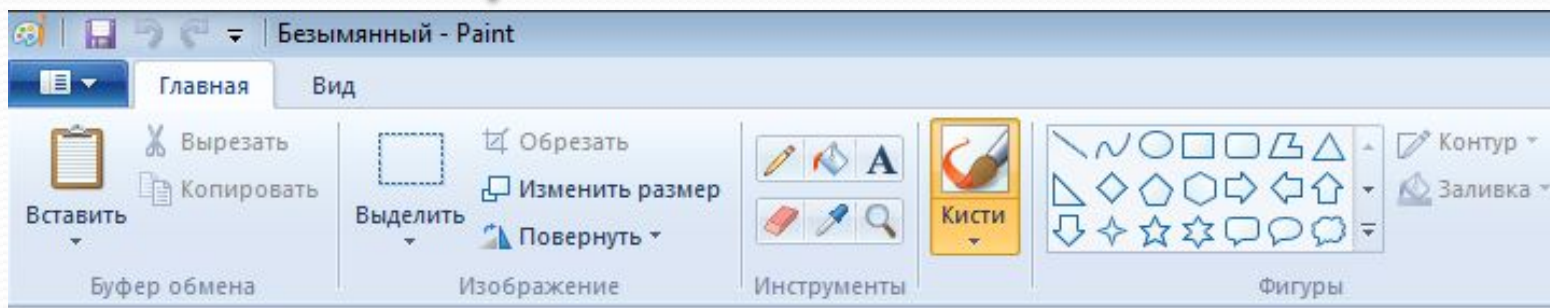 Безымянный - Paint
Главная Вид
Вставить
Вырезать
Копировать
Буфер обмена
Выделить
Обрезать
Изменить размер
Повернуть
Изображение
A
Инструменты
Кисти
Контур
Заливка
Фигуры